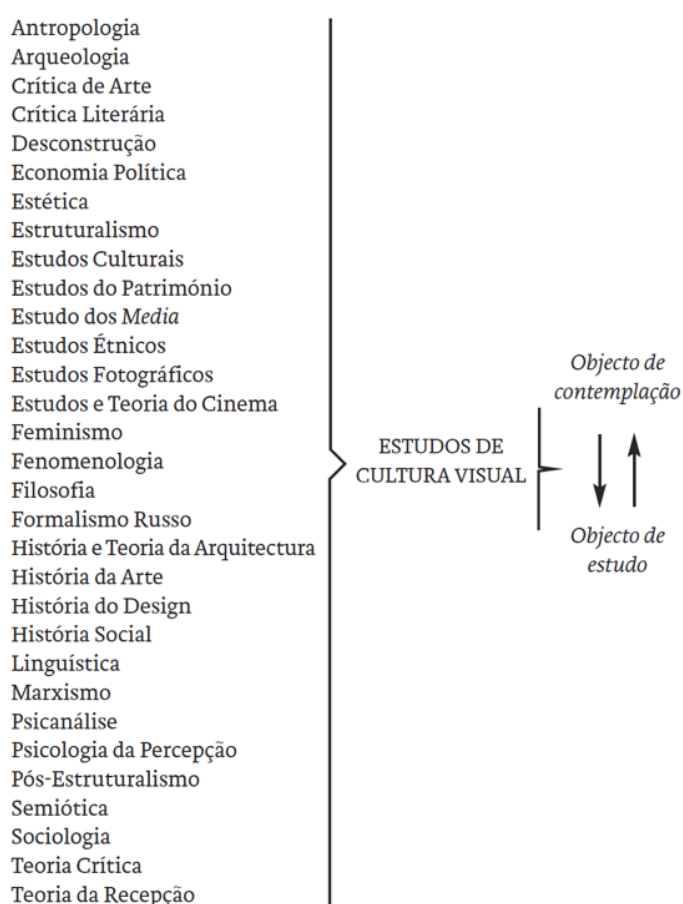 Antropologia
Arqueologia
Crítica de Arte
Crítica Literária
Desconstrução
Economia Política
Estética
Estruturalismo
Estudos Culturais
Estudos do Património
Estudo dos Media
Estudos Étnicos
Estudos Fotográficos
Estudos e Teoria do Cinema
Feminismo
Fenomenologia
Filosofia
Formalismo Russo
História e Teoria da Arquitectura
História da Arte
História do Design
História Social
Linguística
Marxismo
Psicanálise
Psicologia da Percepção
Pós-Estruturalismo
Semiótica
Sociologia
Teoria Crítica
Teoria da Recepção
ESTUDOS DE
CULTURA VISUAL
Objecto de
contemplação
Objecto de
estudo